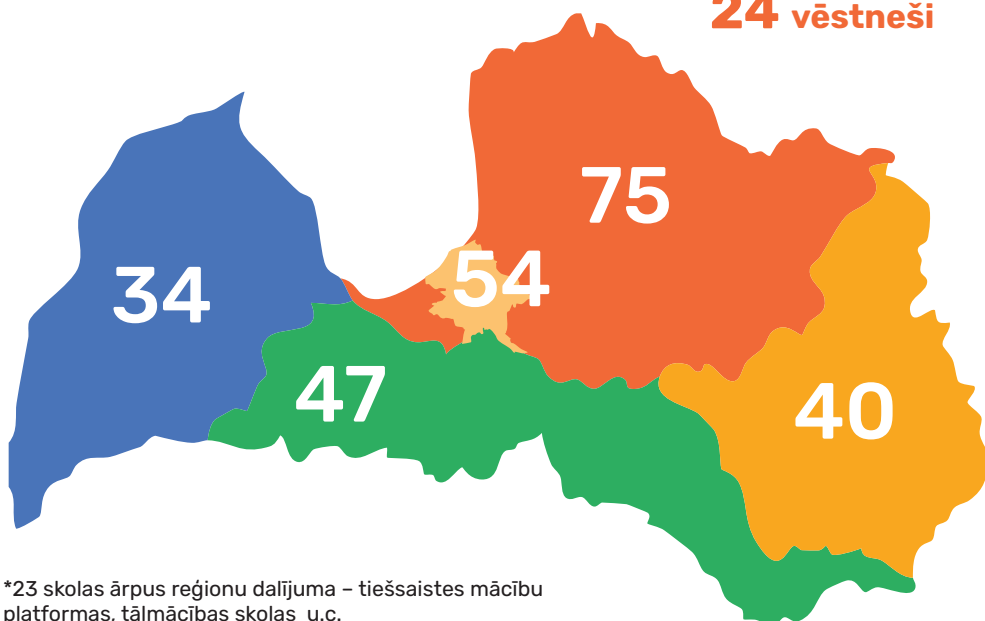 24 vēstneši
75
54
34
47
40
*23 skolas ārpus reģionu dalījuma – tiešsaistes mācību
platformas, tālmācības skolas u.c.